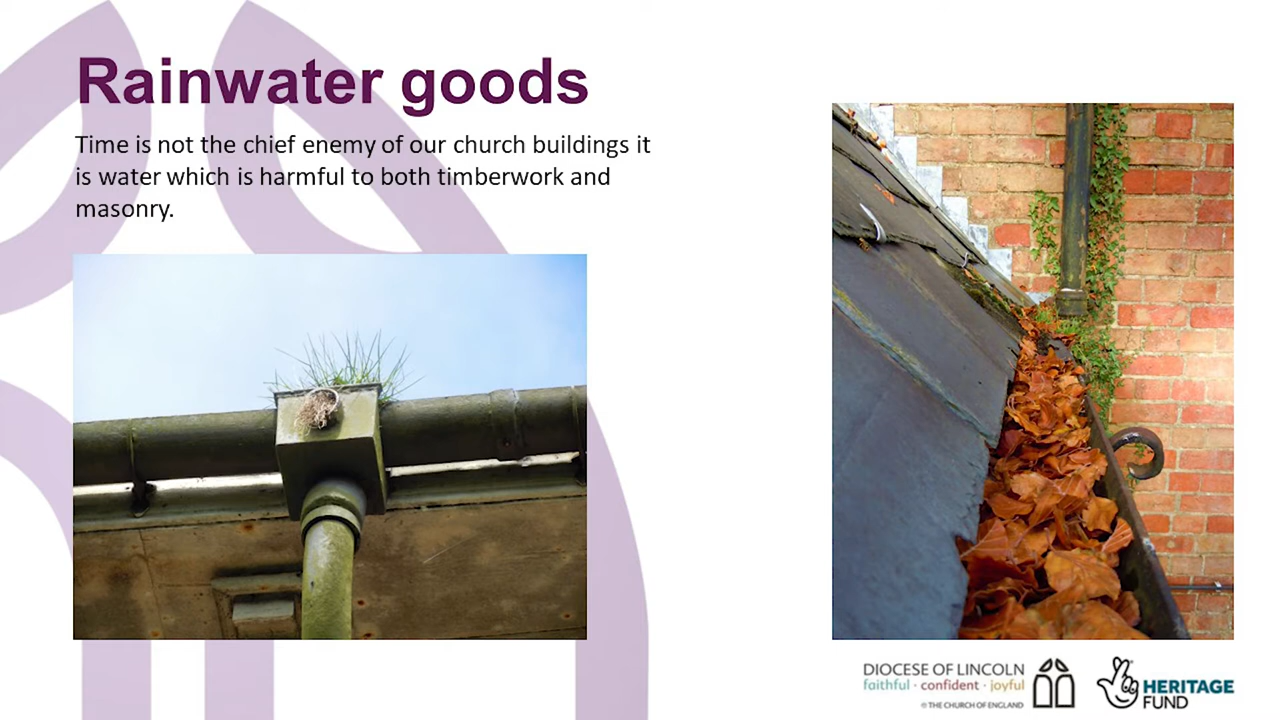 Rainwater goods
Time is not the chief enemy of our church buildings it
is water which is harmful to both timberwork and
masonry.
DIOCESE OF LINCOLN
faithful · confident · joyful
© THE CHURCH OF ENGLAND
HERITAGE
FUND